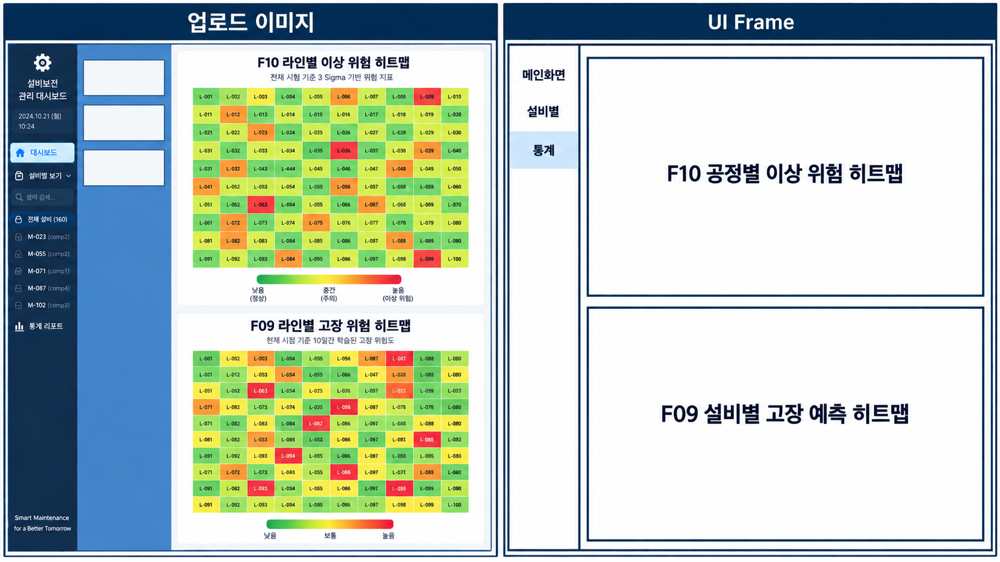 업로드 이미지
설비보전
관리 대시보드
2024.10.21 (월)
10:24
대시보드
설비별 보기
설비 검색...
전체 설비 (160)
M-023 (comp2)
M-055 (comp2)
M-071 (comp1)
M-087 (comp4)
M-102 (comp3)
통계 리포트
Smart Maintenance
for a Better Tomorrow
F10 라인별 이상 위험 히트맵
전재 시험 기준 3 Sigma 기반 위험 지표
L-001 L-002 L-003 L-004 L-055 L-006 L-007 L-008 L-009 L-010
L-011 L-012 L-013 L-014 L-015 L-016 L-017 L-018 L-019 L-020
L-021 L-022 L-023 L-024 L-025 L-026 L-027 L-028 L-029 L-030
L-031 L-032 L-033 L-034 L-035 L-036 L-037 L-038 L-039 L-040
L-031 L-032 L-043 L-444 L-045 L-046 L-047 L-048 L-049 L-050
L-041 L-052 L-053 L-054 L-055 L-056 L-057 L-058 L-059 L-060
L-051 L-062 L-063 L-064 L-055 L-066 L-067 L-068 L-069 L-070
L-061 L-072 L-073 L-074 L-075 L-076 L-077 L-078 L-079 L-080
L-081 L-082 L-083 L-084 L-085 L-086 L-097 L-088 L-089 L-090
L-091 L-092 L-093 L-084 L-095 L-096 L-097 L-098 L-099 L-100
낮음
(정상)
중간
(주의)
높음
(이상 위험)
F09 라인별 고장 위험 히트맵
현재 시점 기준 10일간 학습된 고장 위험도
L-002 L-003 L-004 L-055 L-056 L-087 L-081 L-088 L-080
L-031 L-012 L-053 L-054 L-055 L-066 L-047 L-038 L-088 L-080
L-051 L-062 L-063 L-054 L-025 L-026 L-097 L-099
L-071 L-082 L-073 L-074 L-035 L-056 L-097 L-078 L-076 L-080
L-071 L-082 L-083 L-084 L-062 L-096 L-097 L-088 L-088 L-080
L-081 L-082 L-033 L-085 L-086 L-097 L-082 L-085
L-091 L-092 L-093 L-094 L-055 L-086 L-087 L-085 L-080
L-071 L-072 L-073 L-055 L-065 L-097 L-077 L-088 L-080
L-091 L-082 L-083 L-084 L-085 L-086 L-097 L-098 L-099 L-090
L-091 L-092 L-093 L-094 L-095 L-096 L-097 L-098 L-099 L-100
낮음
보통
높음
UI Frame
메인화면
설비별
통계
F10 공정별 이상 위험 히트맵
F09 설비별 고장 예측 히트맵